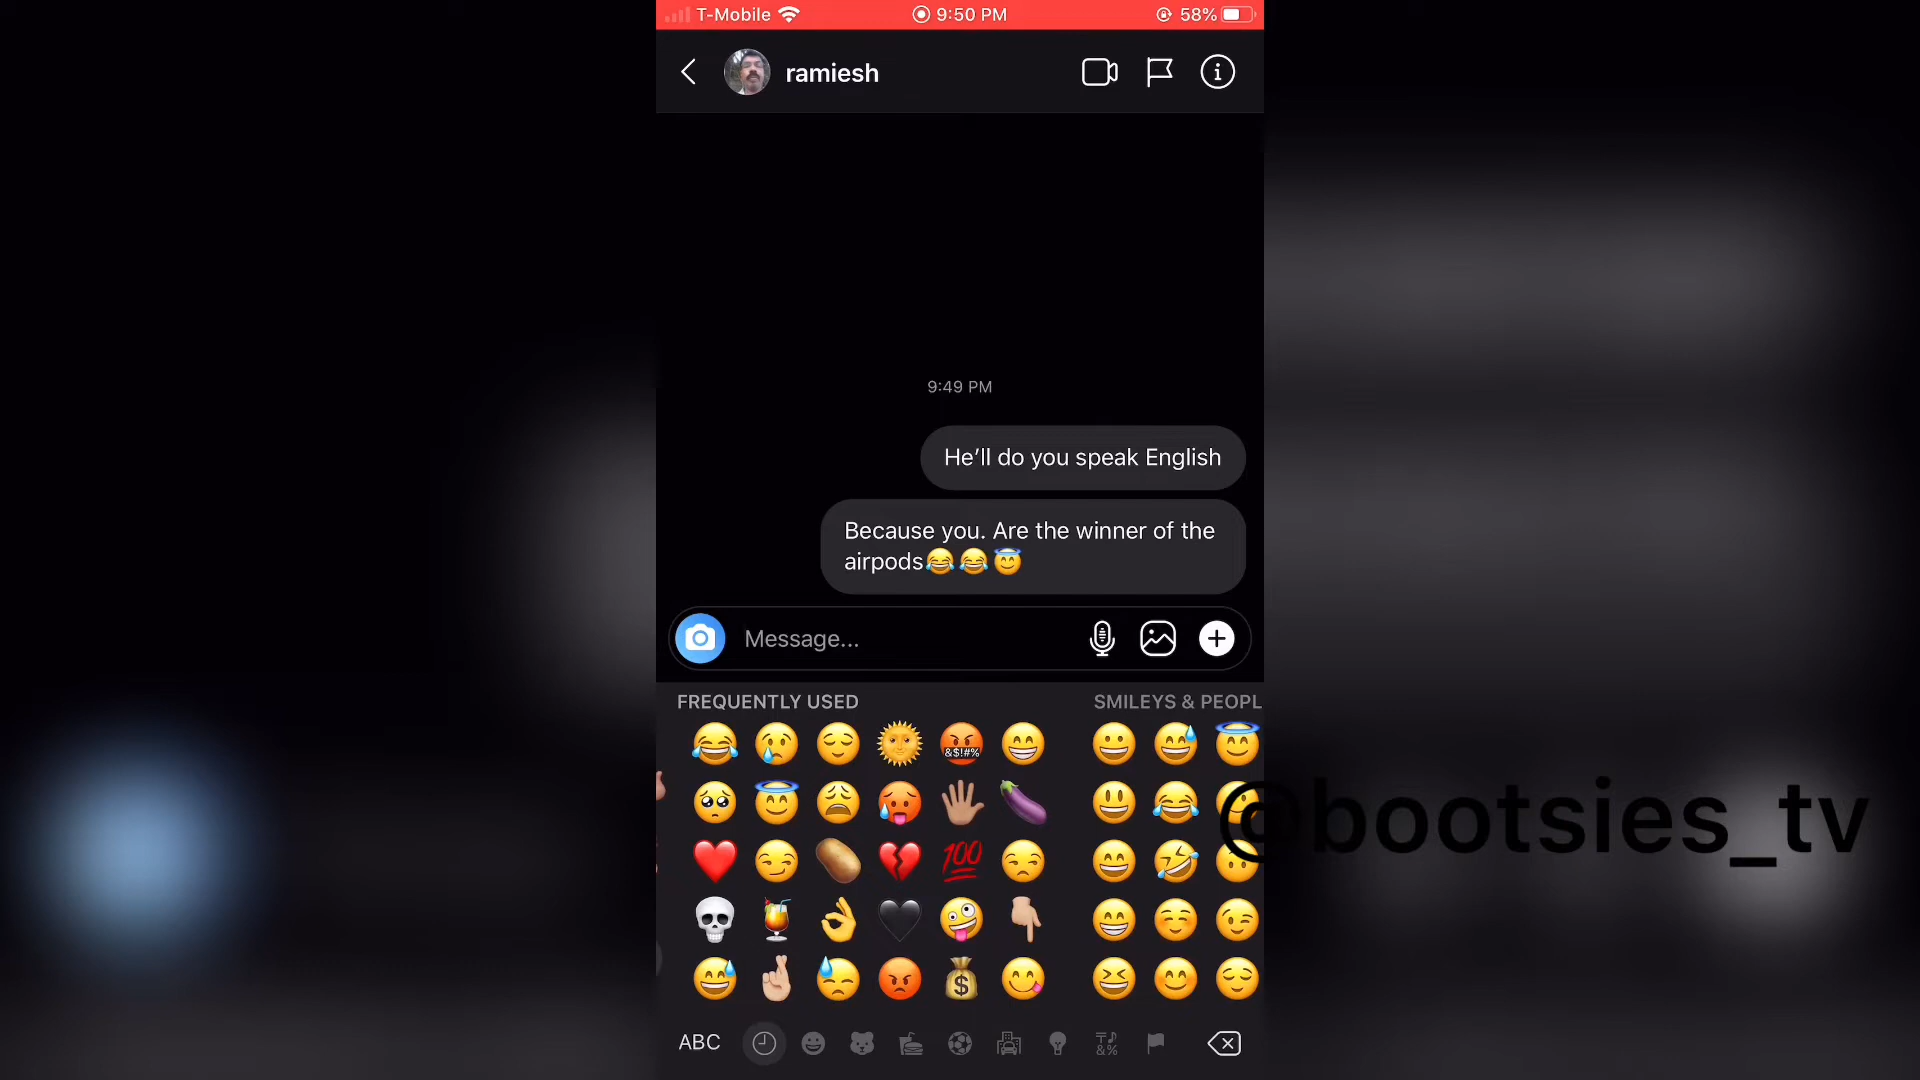 T-Mobile 9:50 PM 58%
ramiesh
9:49 PM
He’ll do you speak English
Because you. Are the winner of the
airpods😂😂😇
Message...
FREQUENTLY USED SMILEYS & PEOPL
@bootsies_tv
ABC